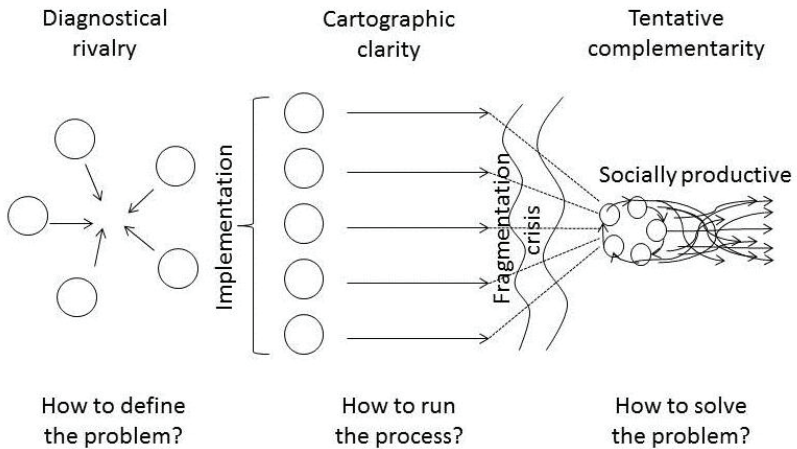 Diagnostical
rivalry
Cartographic
clarity
Tentative
complementarity
Implementation
Fragmentation
crisis
Socially productive
How to define
the problem?
How to run
the process?
How to solve
the problem?